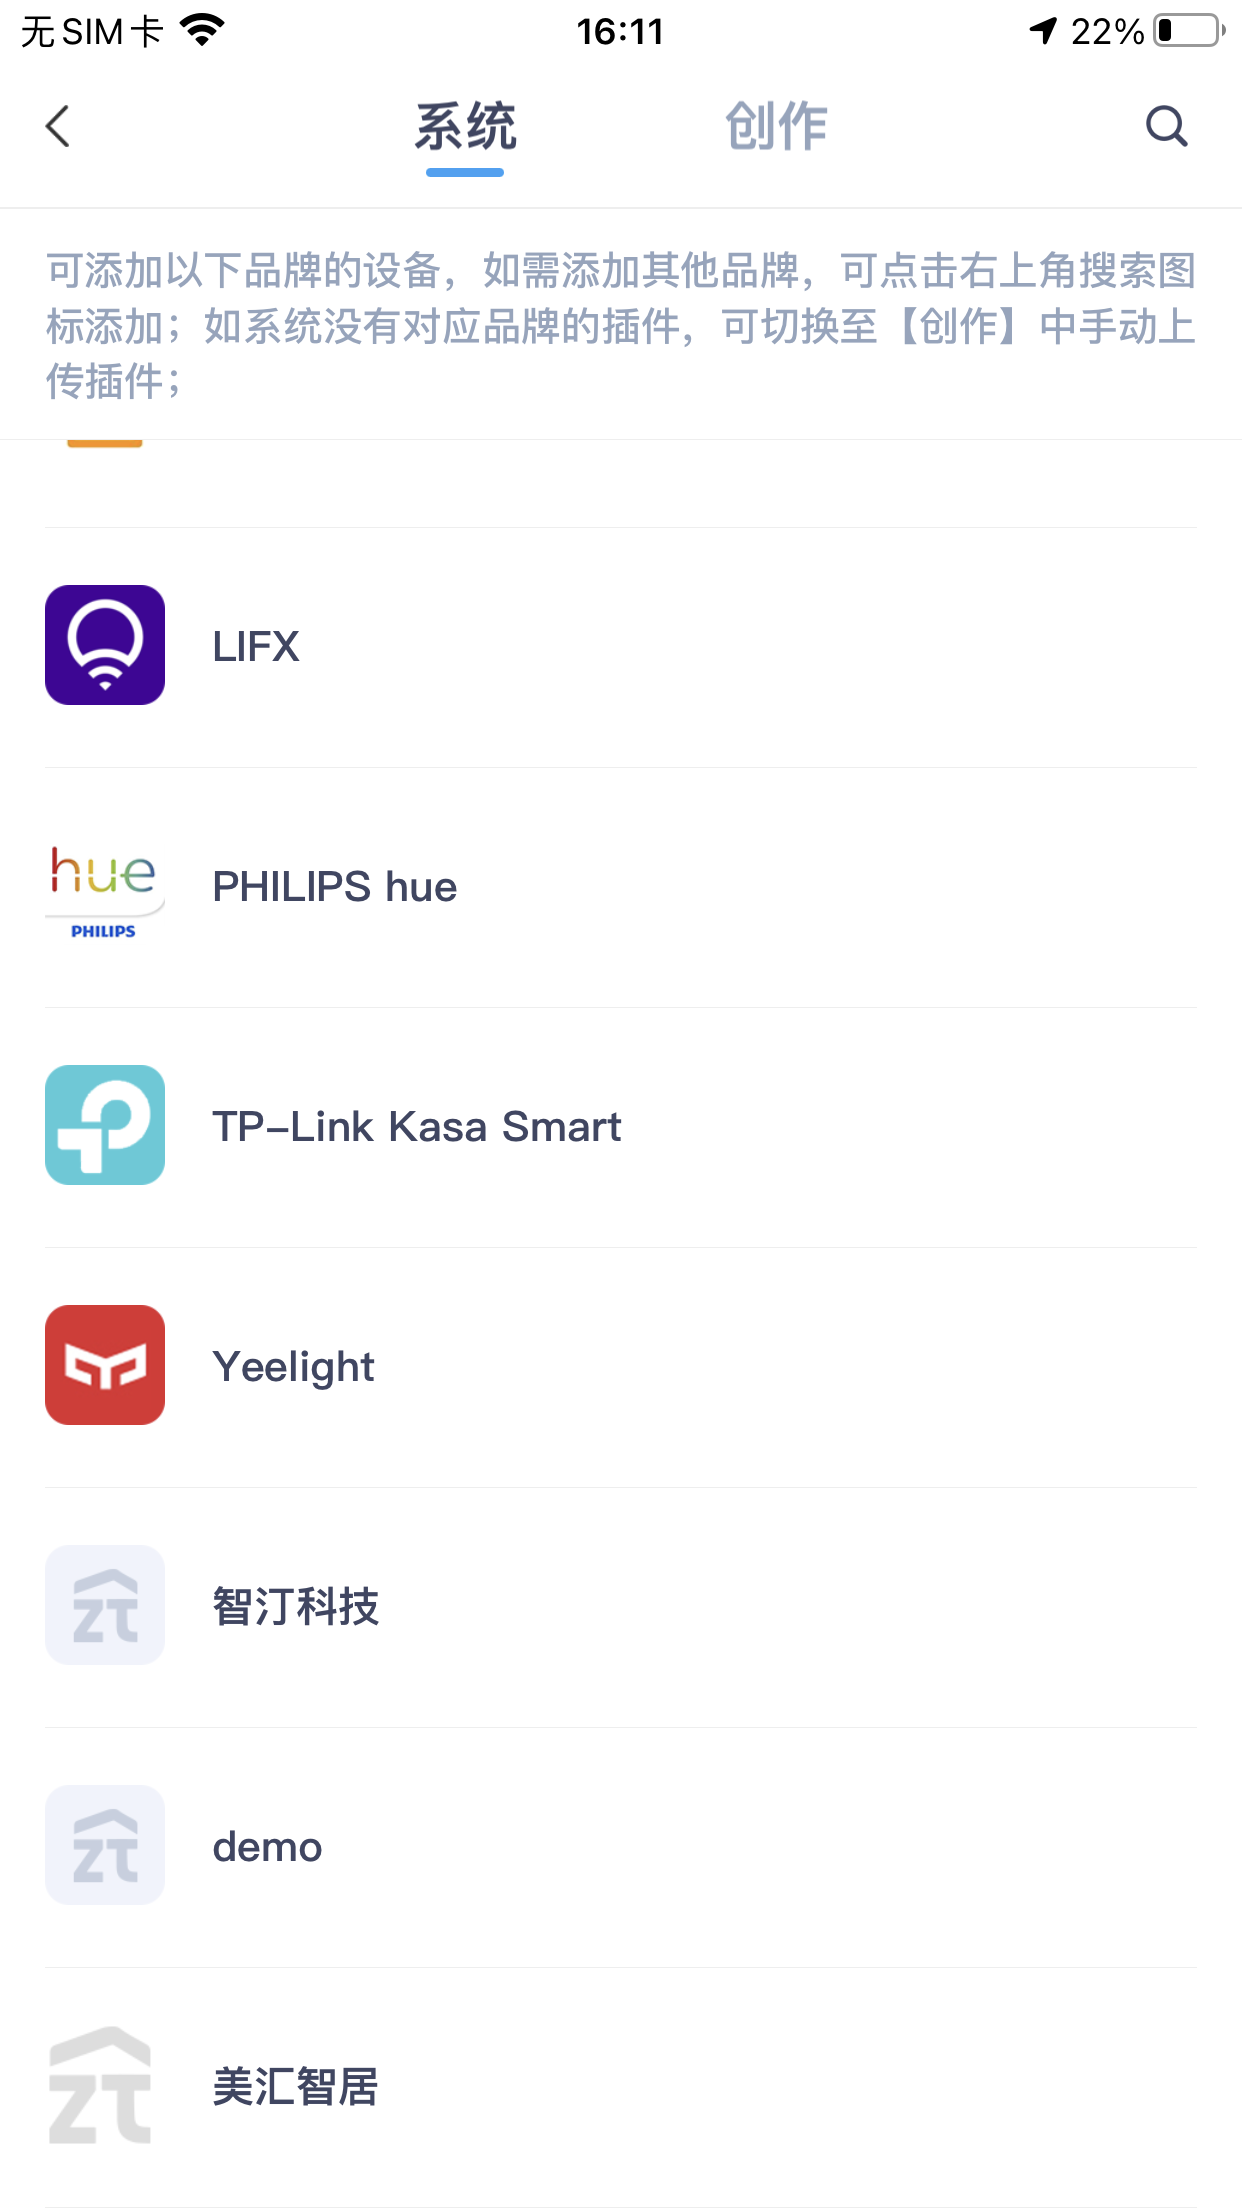 无SIM卡 16:11 22%
系统 创作
可添加以下品牌的设备，如需添加其他品牌，可点击右上角搜索图
标添加；如系统没有对应品牌的插件，可切换至【创作】中手动上
传插件；
LIFX
hue
PHILIPS
PHILIPS hue
TP-Link Kasa Smart
Yeelight
zt
智汀科技
zt
demo
zt
美汇智居